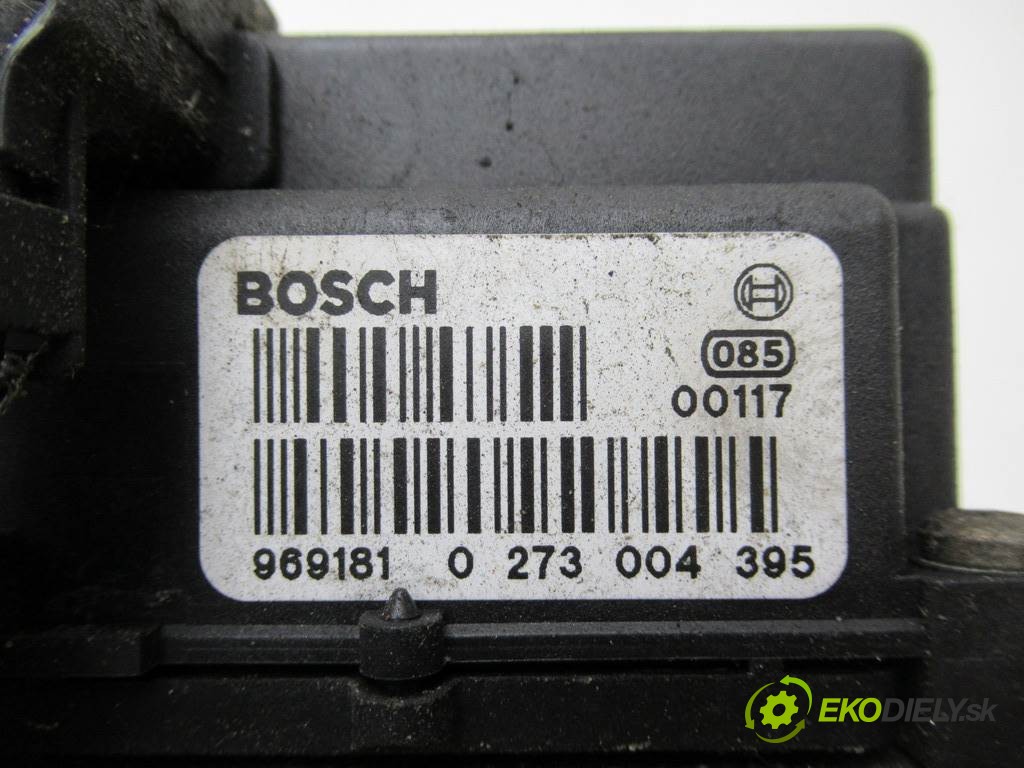 BOSCH
085
00117
969181 0 273 004 395
EKODIELY.sk